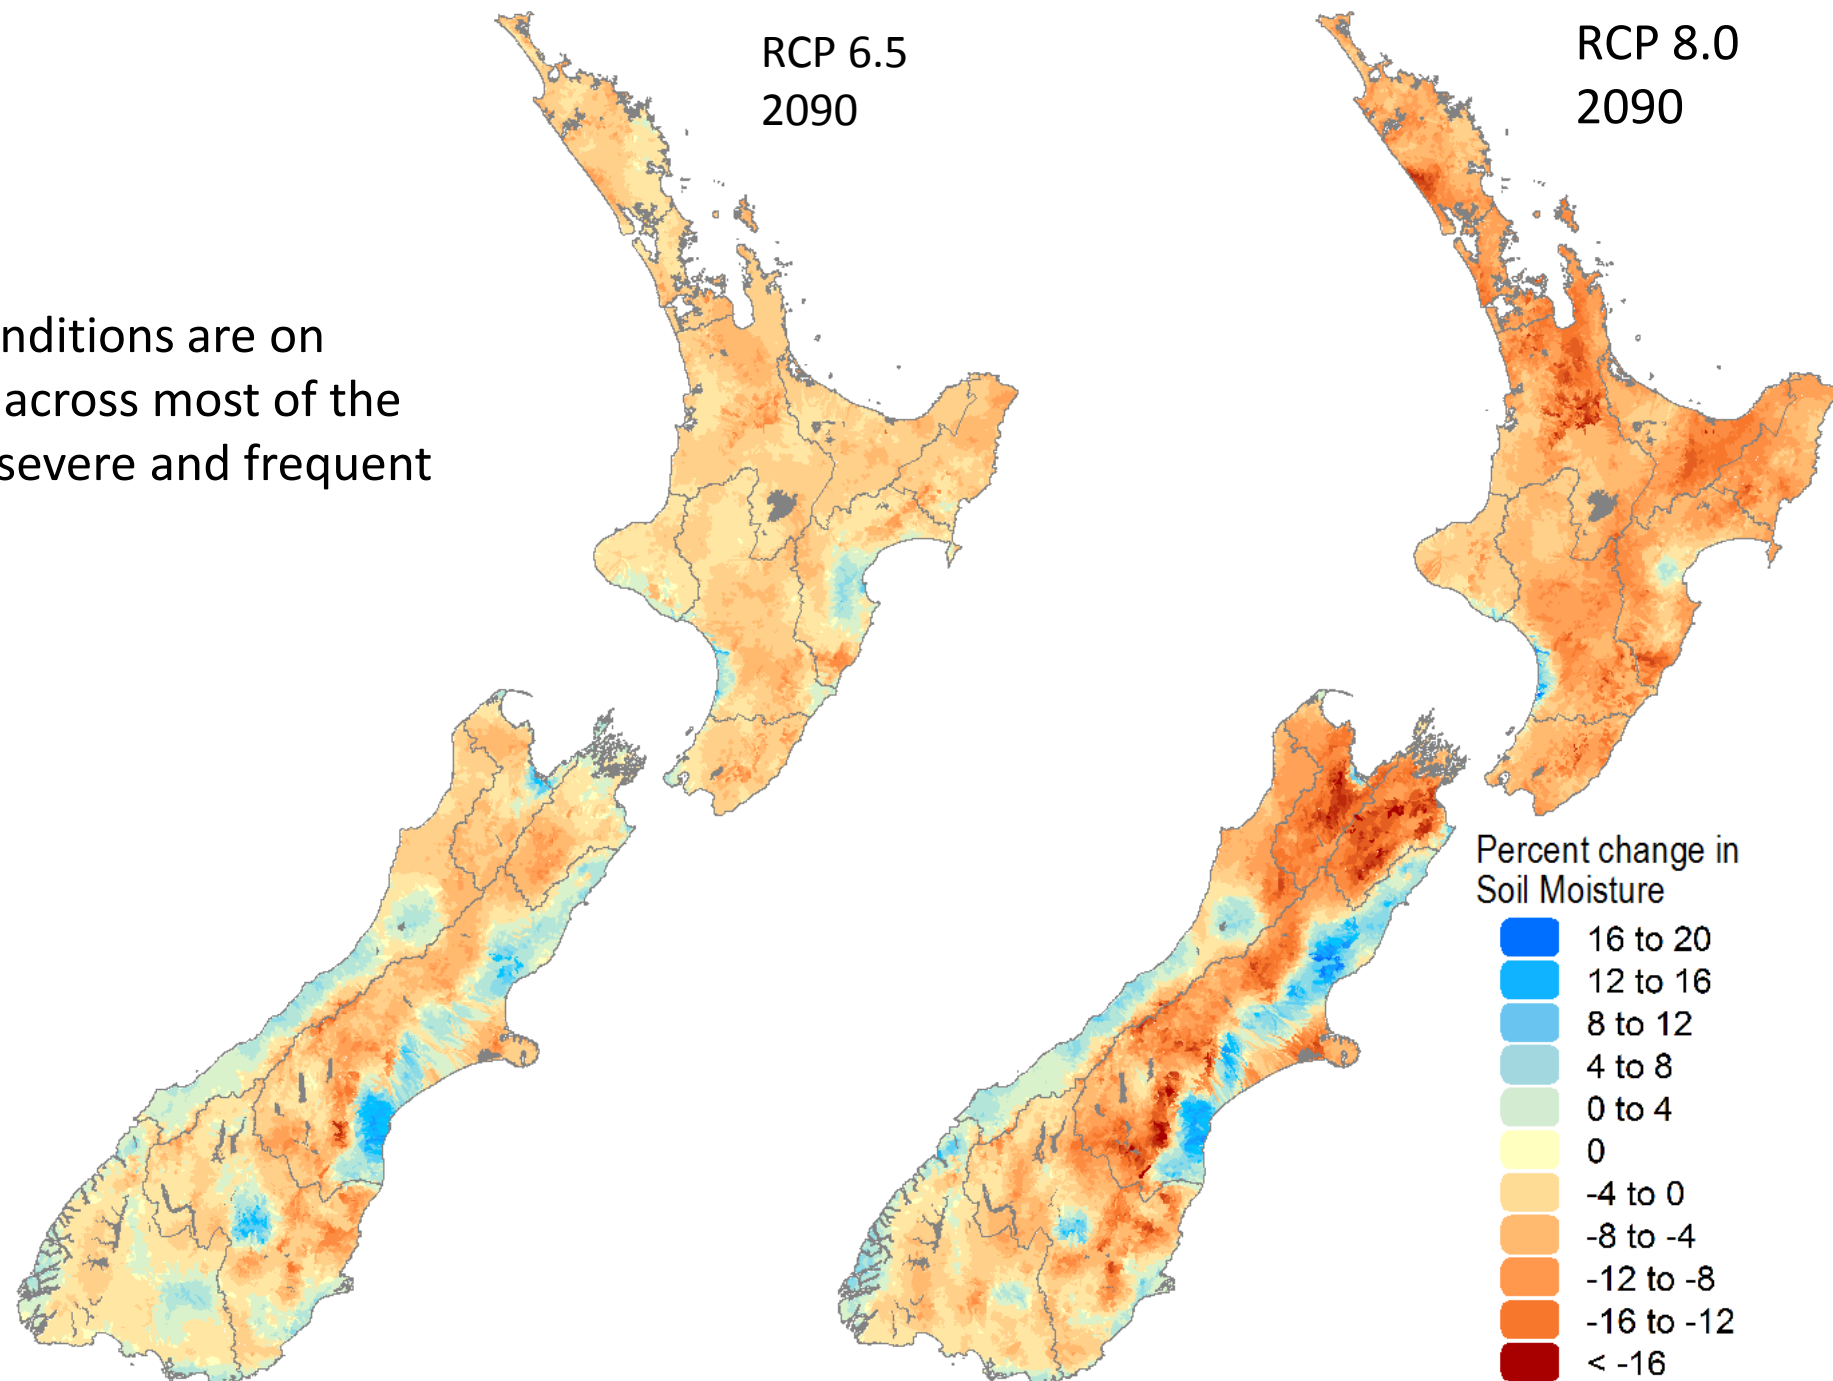 RCP 6.5
2090
RCP 8.0
2090
nditions are on
across most of the
severe and frequent
Percent change in
Soil Moisture
16 to 20
12 to 16
8 to 12
4 to 8
0 to 4
0
-4 to 0
-8 to -4
-12 to -8
-16 to -12
< -16